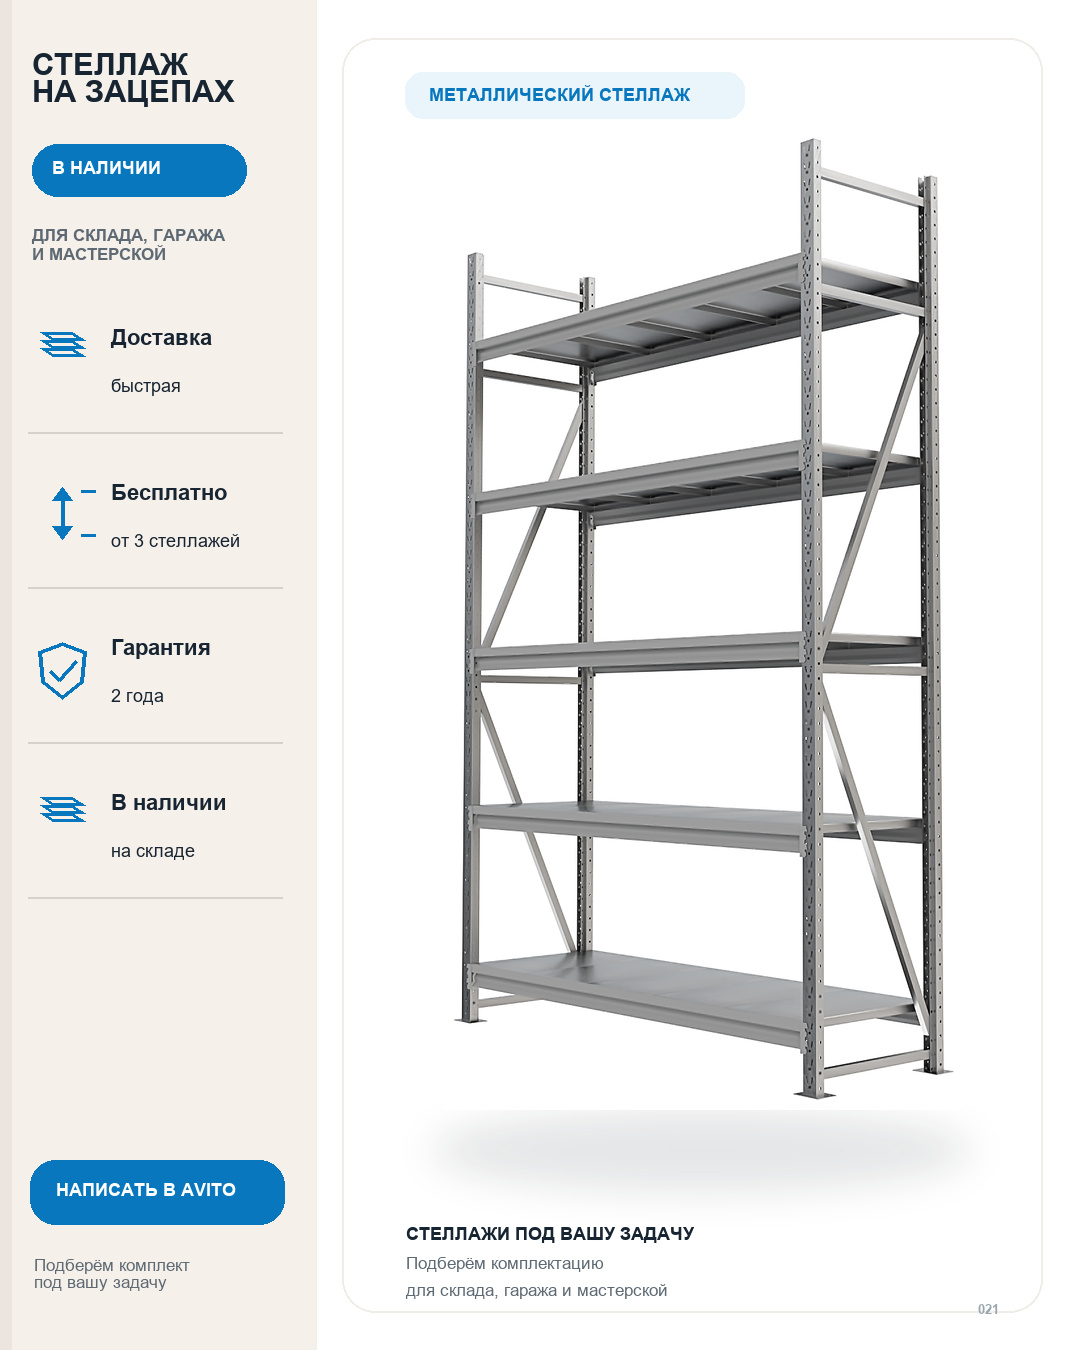 СТЕЛЛАЖ
НА ЗАЦЕПАХ
В НАЛИЧИИ
ДЛЯ СКЛАДА, ГАРАЖА
И МАСТЕРСКОЙ
Доставка
быстрая
Бесплатно
от 3 стеллажей
Гарантия
2 года
В наличии
на складе
НАПИСАТЬ В AVITO
Подберём комплект
под вашу задачу
МЕТАЛЛИЧЕСКИЙ СТЕЛЛАЖ
СТЕЛЛАЖИ ПОД ВАШУ ЗАДАЧУ
Подберём комплектацию
для склада, гаража и мастерской
021